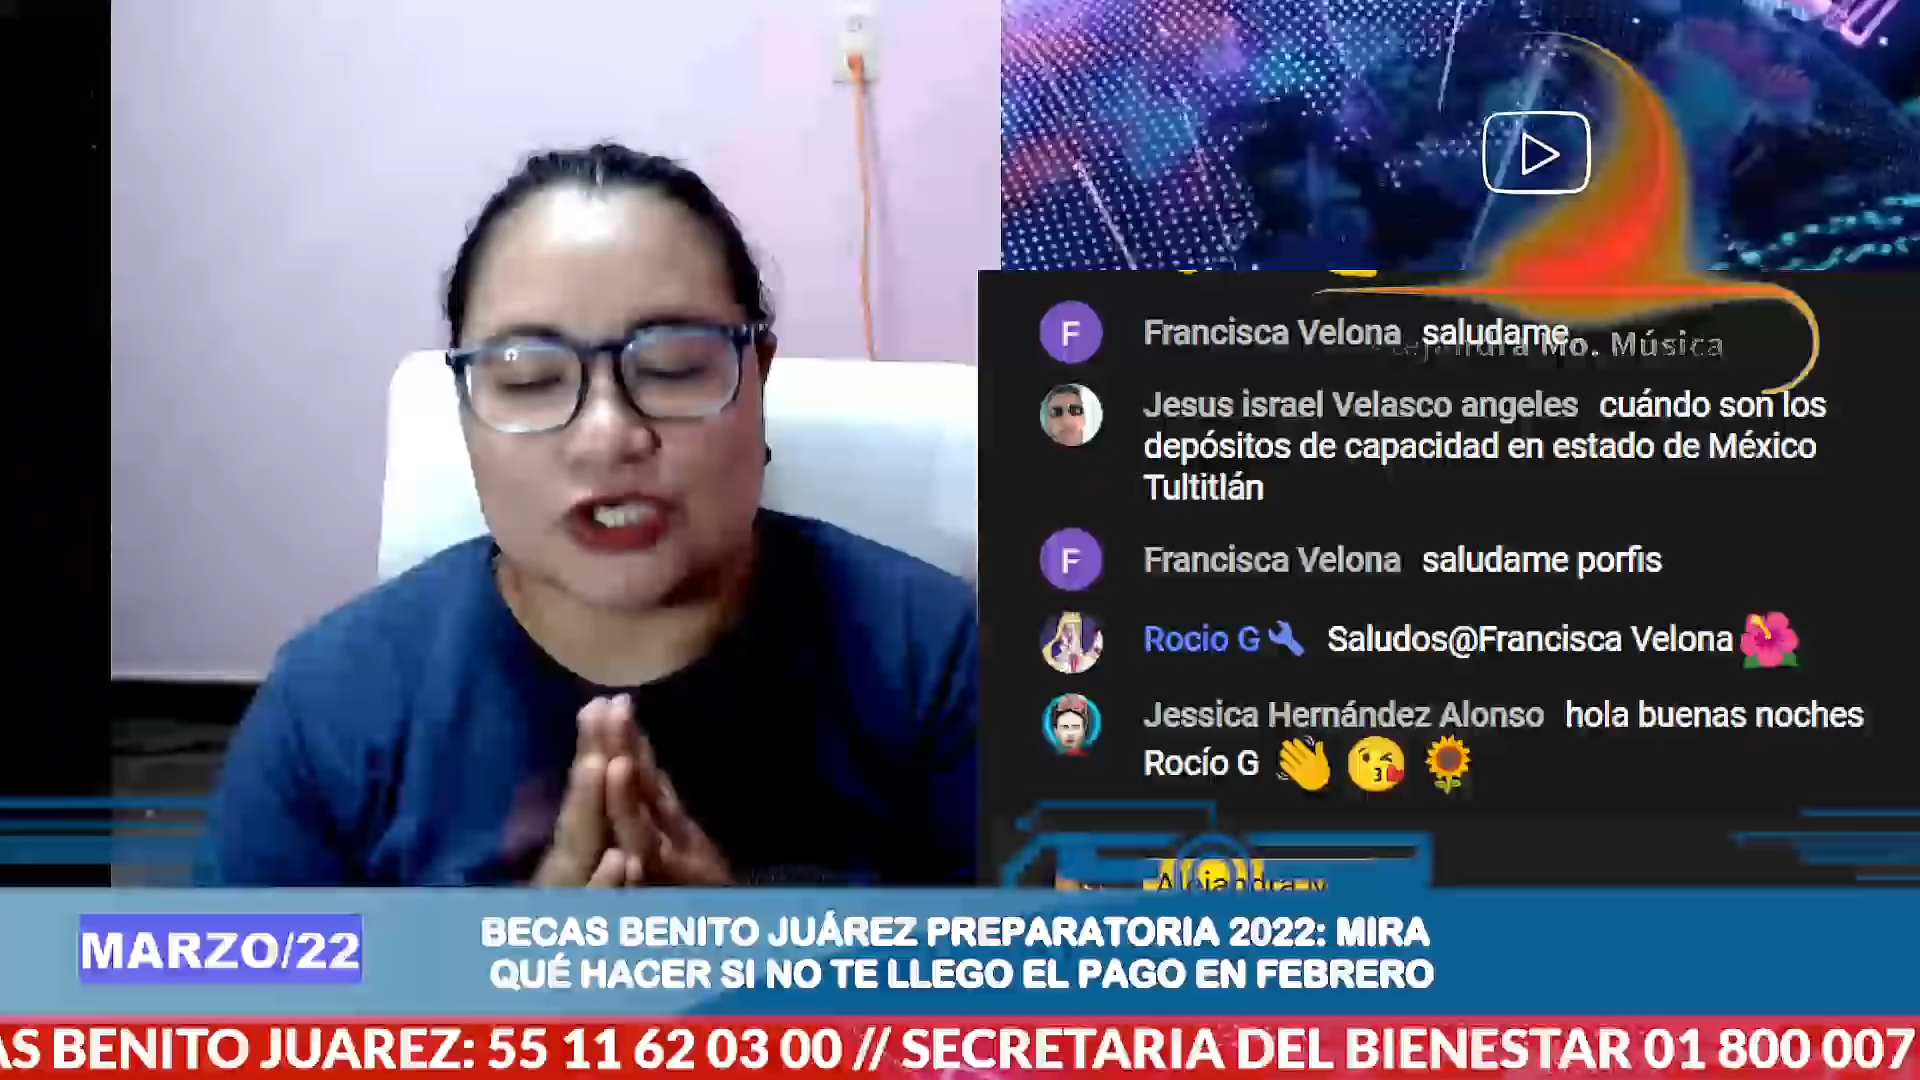 Francisca Velona saludame
Mo. Música
Jesus israel Velasco angeles cuándo son los
depósitos de capacidad en estado de México
Tultitlán
F
Francisca Velona saludame porfis
F
Rocio G Saludos@Francisca Velona
Jessica Hernández Alonso hola buenas noches
Rocío G
Alejandra
MARZO/22
BECAS BENITO JUÁREZ PREPARATORIA 2022: MIRA
QUÉ HACER SI NO TE LLEGO EL PAGO EN FEBRERO
AS BENITO JUAREZ: 55 11 62 03 00 // SECRETARIA DEL BIENESTAR 01 800 007